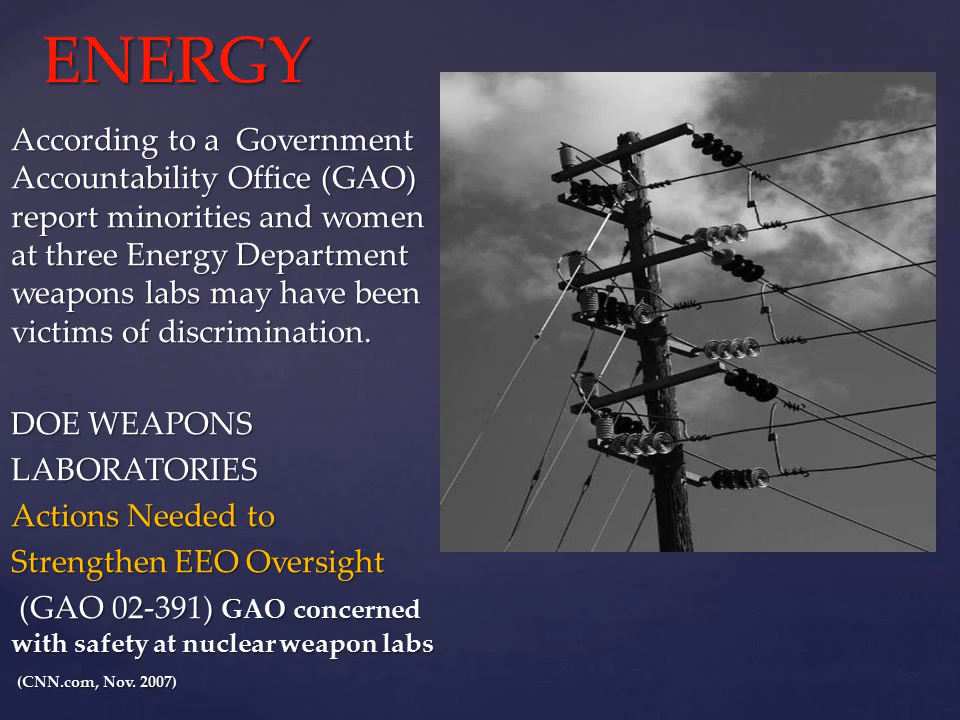 ENERGY
According to a Government
Accountability Office (GAO)
report minorities and women
at three Energy Department
weapons labs may have been
victims of discrimination.
DOE WEAPONS
LABORATORIES
Actions Needed to
Strengthen EEO Oversight
(GAO 02-391) GAO concerned
with safety at nuclear weapon labs
(CNN.com, Nov. 2007)